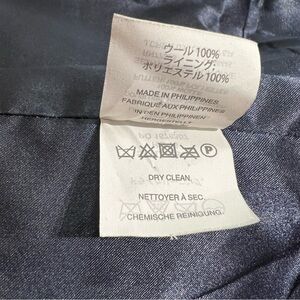 ウール 100%
ライニング:
ポリエステル 100%
MADE IN PHILIPPINES
FABRIQUÉ AUX PHILIPPINES
IN DEN PHILIPPINEN
HERGESTELLT
DRY CLEAN.
NETTOYER À SEC.
CHEMISCHE REINIGUNG.